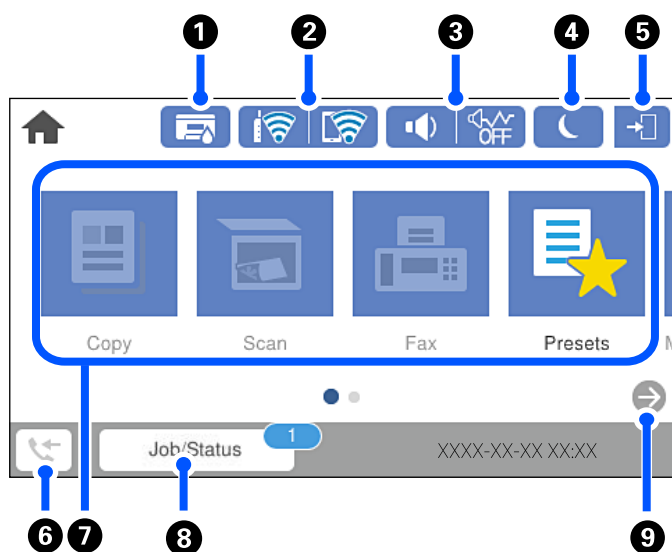 1 2 3 4 5
OFF
Copy Scan Fax Presets
Job/Status 1 XXXX-XX-XX XX:XX
6 7 8 9